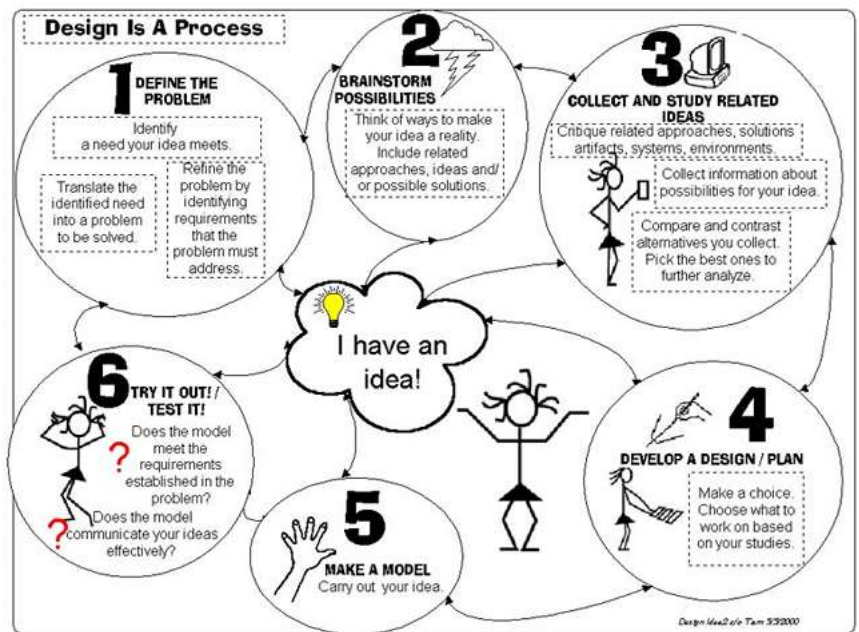 Design Is A Process
1
DEFINE THE
PROBLEM
Identify
a need your idea meets.
Translate the
identified need
into a problem
to be solved.
Refine the
problem by
identifying
requirements
that the
problem must
address.
2
BRAINSTORM
POSSIBILITIES
Think of ways to make
your idea a reality.
Include related
approaches, ideas and/
or possible solutions.
3
COLLECT AND STUDY RELATED
IDEAS
Critique related approaches, solutions
artifacts, systems, environments.
Collect information about
possibilities for your idea.
Compare and contrast
alternatives you collect.
Pick the best ones to
further analyze.
I have an
idea!
4
DEVELOP A DESIGN / PLAN
Make a choice.
Choose what to
work on based
on your studies.
5
MAKE A MODEL
Carry out your idea.
6
TRY IT OUT! /
TEST IT!
?
Does the model
meet the
requirements
established in the
problem?
?
Does the model
communicate your ideas
effectively?
Design Idea2 c/o Tam